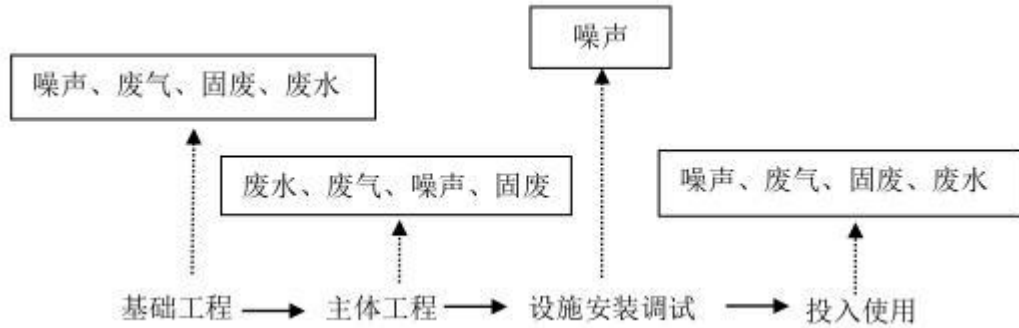 噪声
噪声、废气、固废、废水
废水、废气、噪声、固废
噪声、废气、固废、废水
基础工程
主体工程
设施安装调试
投入使用